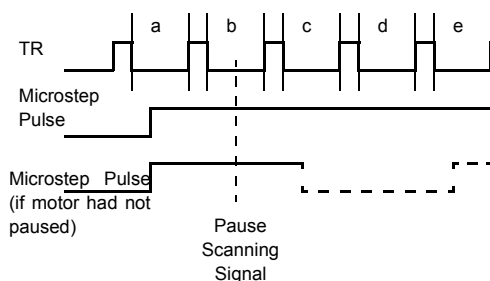 a b c d e
TR
Microstep
Pulse
Microstep Pulse
(if motor had not
paused)
Pause
Scanning
Signal